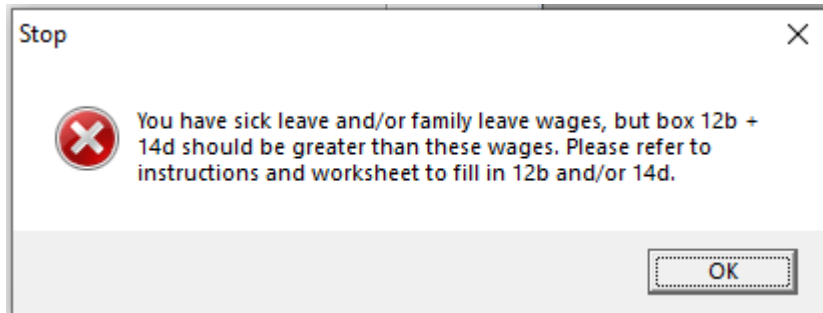 Stop
You have sick leave and/or family leave wages, but box 12b +
14d should be greater than these wages. Please refer to
instructions and worksheet to fill in 12b and/or 14d.
OK